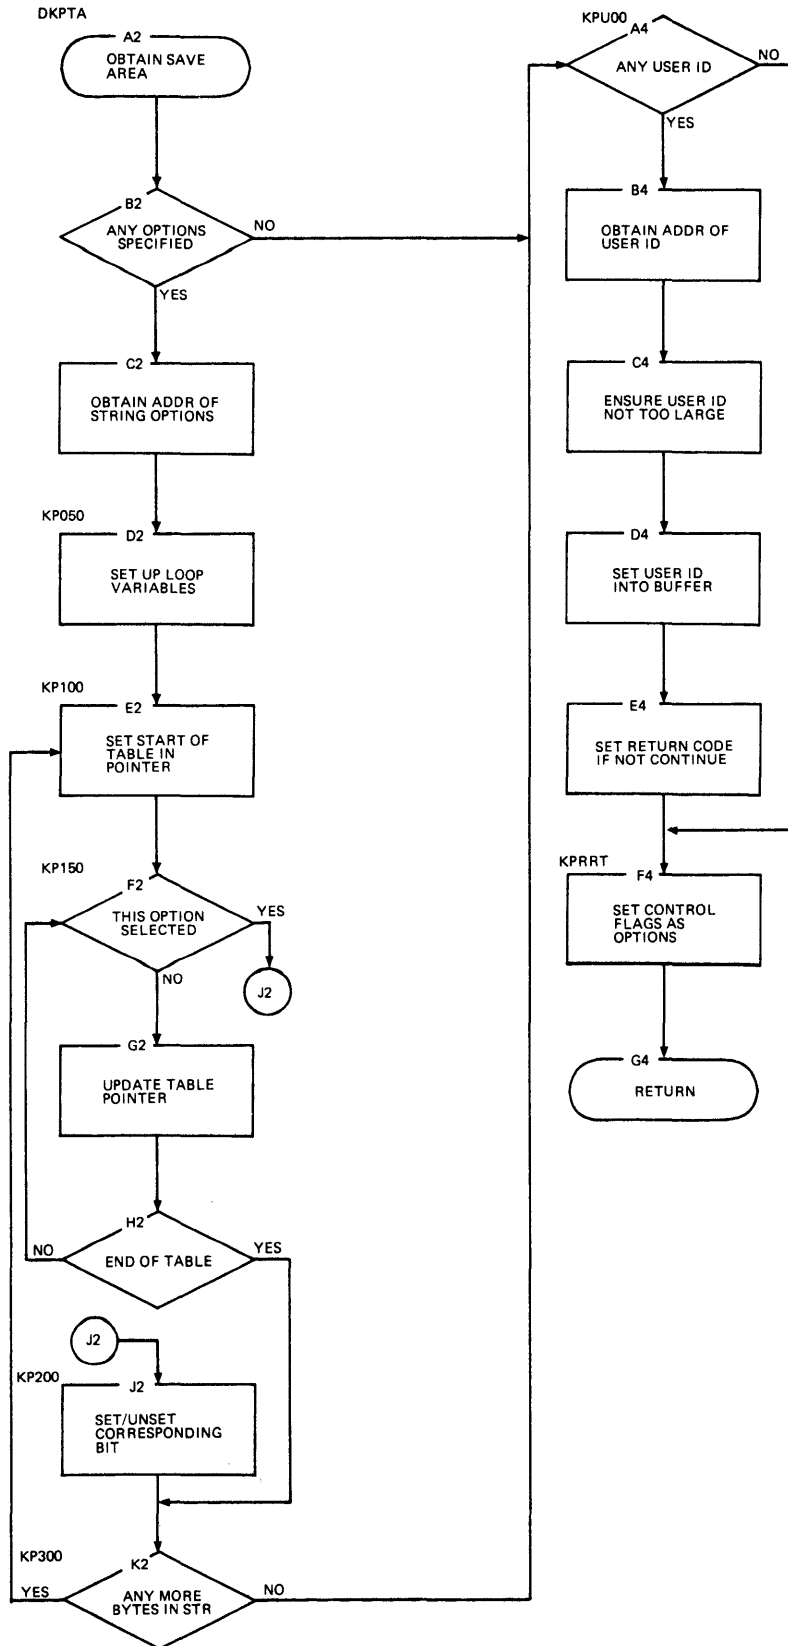 DKPTA
A2
OBTAIN SAVE
AREA
B2
ANY OPTIONS
SPECIFIED
NO
YES
C2
OBTAIN ADDR OF
STRING OPTIONS
KP050
D2
SET UP LOOP
VARIABLES
KP100
E2
SET START OF
TABLE IN
POINTER
KP150
F2
THIS OPTION
SELECTED
YES
J2
NO
G2
UPDATE TABLE
POINTER
H2
NO
END OF TABLE
YES
J2
KP200
J2
SET/UNSET
CORRESPONDING
BIT
KP300
K2
YES
ANY MORE
BYTES IN STR
NO
KPU00
A4
ANY USER ID
NO
YES
B4
OBTAIN ADDR OF
USER ID
C4
ENSURE USER ID
NOT TOO LARGE
D4
SET USER ID
INTO BUFFER
E4
SET RETURN CODE
IF NOT CONTINUE
KPRRT
F4
SET CONTROL
FLAGS AS
OPTIONS
G4
RETURN